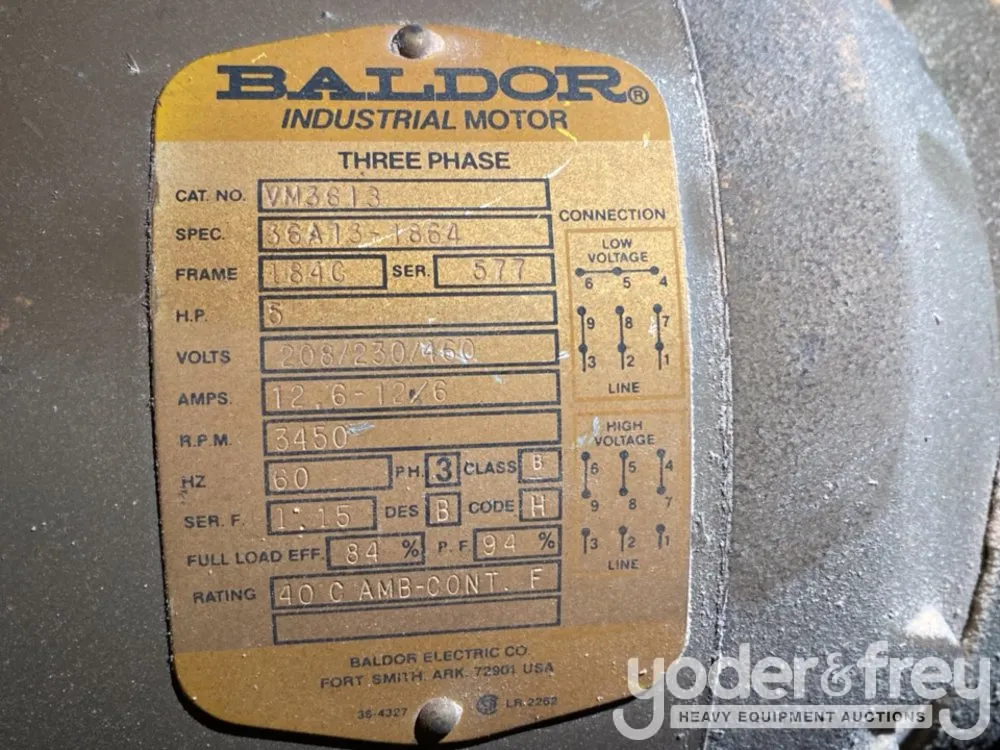 BALDOR®
INDUSTRIAL MOTOR
THREE PHASE
CAT. NO. VM3613
SPEC. 36A13-1864
FRAME 184C SER. 577
H.P. 5
VOLTS 208/230/460
AMPS. 12.6-12/6
R.P.M. 3450
HZ 60 PH. 3 CLASS B
SER. F. 1.15 DES B CODE H
FULL LOAD EFF. 84 % P. F. 94 %
RATING 40 C AMB-CONT. F
CONNECTION
LOW
VOLTAGE
6 5 4
9 8 7
3 2 1
LINE
HIGH
VOLTAGE
6 5 4
9 8 7
3 2 1
LINE
BALDOR ELECTRIC CO.
FORT SMITH, ARK. 72901 USA
36-4327 LR 2262
yoder&frey
HEAVY EQUIPMENT AUCTIONS